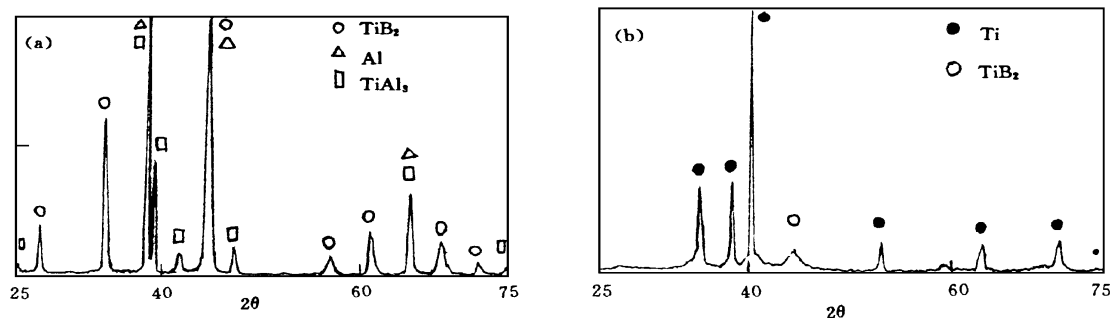 (a)
○ TiB₂
△ Al
□ TiAl₃
25 40 60 75
2θ
(b)
● Ti
○ TiB₂
25 40 60 75
2θ